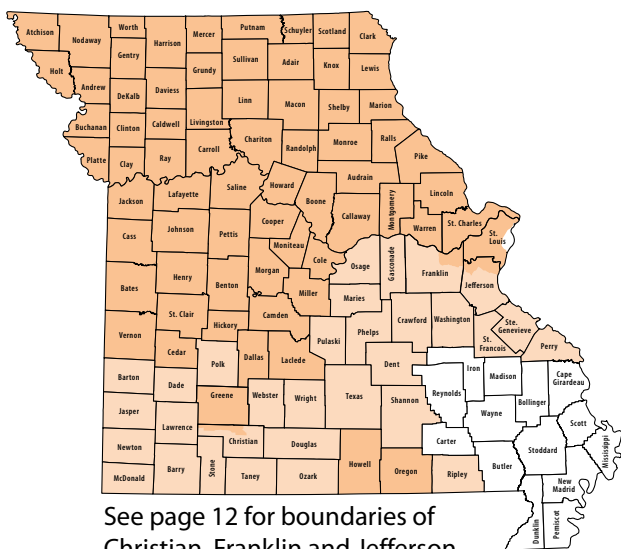 Atchison
Nodaway
Worth
Harrison
Mercer
Putnam
Schuyler
Scotland
Clark
Holt
Andrew
Gentry
DeKalb
Daviess
Grundy
Sullivan
Adair
Knox
Lewis
Buchanan
Clinton
Caldwell
Livingston
Linn
Macon
Shelby
Marion
Platte
Clay
Ray
Carroll
Chariton
Randolph
Monroe
Ralls
Pike
Jackson
Lafayette
Saline
Howard
Boone
Audrain
Callaway
Montgomery
Lincoln
Warren
St. Charles
St.
Louis
Cass
Johnson
Pettis
Cooper
Moniteau
Cole
Osage
Gasconade
Franklin
Jefferson
Bates
Henry
Benton
Morgan
Miller
Maries
St. Clair
Hickory
Camden
Pulaski
Phelps
Crawford
Washington
St.
Francois
Ste.
Genevieve
Perry
Vernon
Cedar
Polk
Dallas
Laclede
Dent
Iron
Madison
Cape
Girardeau
Barton
Dade
Greene
Webster
Wright
Texas
Shannon
Reynolds
Wayne
Bollinger
Scott
Mississippi
Jasper
Lawrence
Christian
Douglas
Carter
Stoddard
Newton
McDonald
Barry
Stone
Taney
Ozark
Howell
Oregon
Ripley
Butler
New
Madrid
Dunklin
Pemiscot
See page 12 for boundaries of
Christian, Franklin and Jefferson